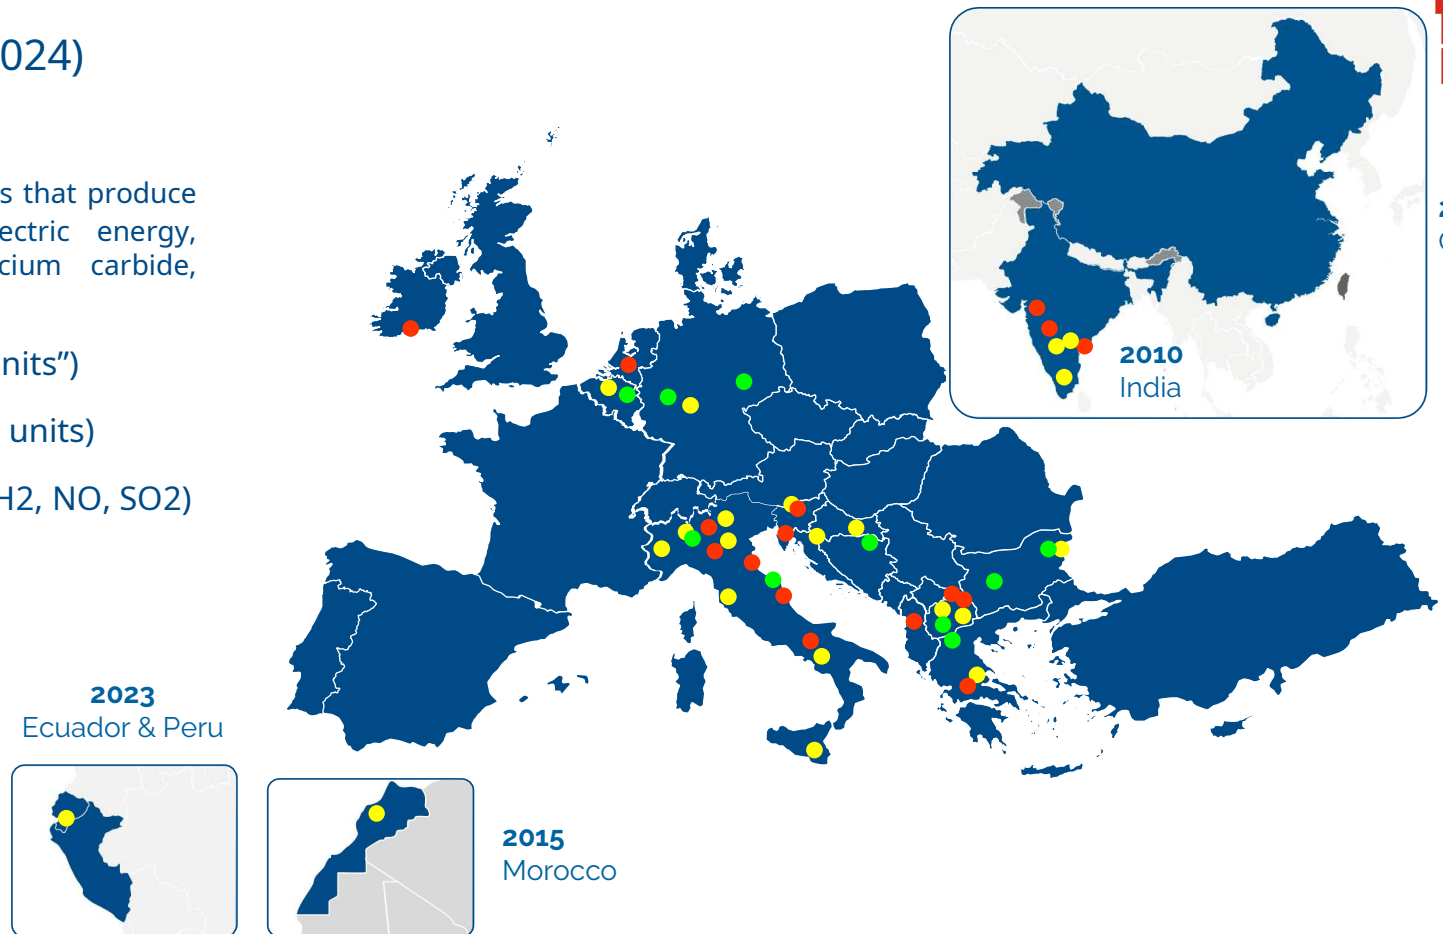 024)
s that produce
ectric energy,
cium carbide,
nits”)
units)
H2, NO, SO2)
2010
India
2023
Ecuador & Peru
2015
Morocco